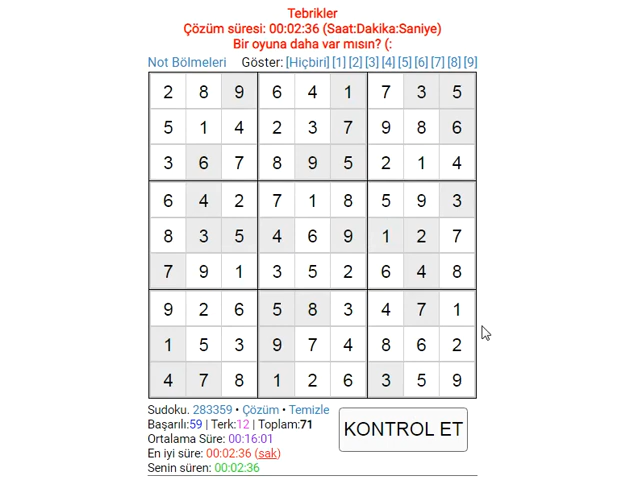 Tebrikler
Çözüm süresi: 00:02:36 (Saat:Dakika:Saniye)
Bir oyuna daha var mısın? (:
Not Bölmeleri Göster: [Hiçbiri] [1] [2] [3] [4] [5] [6] [7] [8] [9]
2 8 9 6 4 1 7 3 5
5 1 4 2 3 7 9 8 6
3 6 7 8 9 5 2 1 4
6 4 2 7 1 8 5 9 3
8 3 5 4 6 9 1 2 7
7 9 1 3 5 2 6 4 8
9 2 6 5 8 3 4 7 1
1 5 3 9 7 4 8 6 2
4 7 8 1 2 6 3 5 9
Sudoku. 283359 • Çözüm • Temizle
Başarılı:59 | Terk:12 | Toplam:71
Ortalama Süre: 00:16:01
En iyi süre: 00:02:36 (sak)
Senin süren: 00:02:36
KONTROL ET